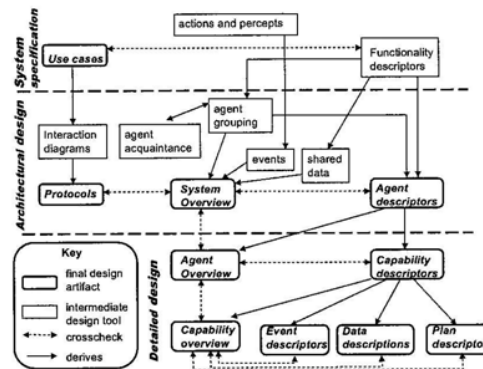 System
specification
actions and percepts
Use cases
Functionality
descriptors
Architectural design
Interaction
diagrams
agent
acquaintance
agent
grouping
events
shared
data
Protocols
System
Overview
Agent
descriptors
Key
final design
artifact
intermediate
design tool
crosscheck
derives
Detailed design
Agent
Overview
Capability
descriptors
Capability
overview
Event
descriptors
Data
descriptions
Plan
descriptor